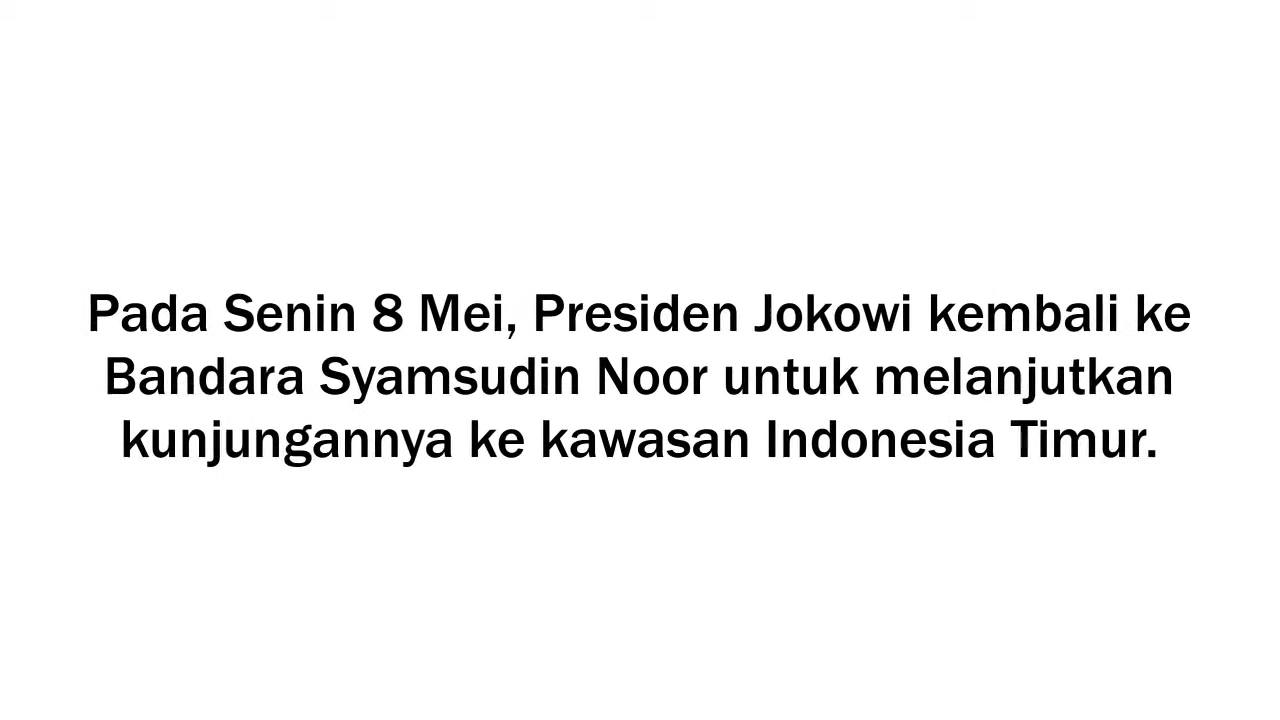 Pada Senin 8 Mei, Presiden Jokowi kembali ke
Bandara Syamsudin Noor untuk melanjutkan
kunjungannya ke kawasan Indonesia Timur.